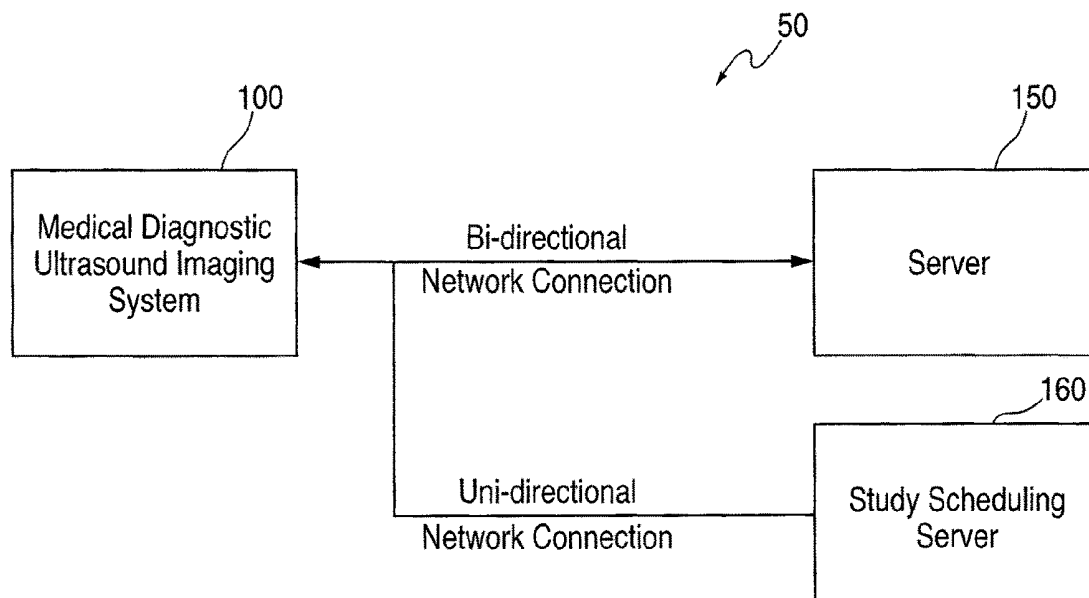 50
100
150
Medical Diagnostic
Ultrasound Imaging
System
Bi-directional
Network Connection
Server
160
Uni-directional
Network Connection
Study Scheduling
Server